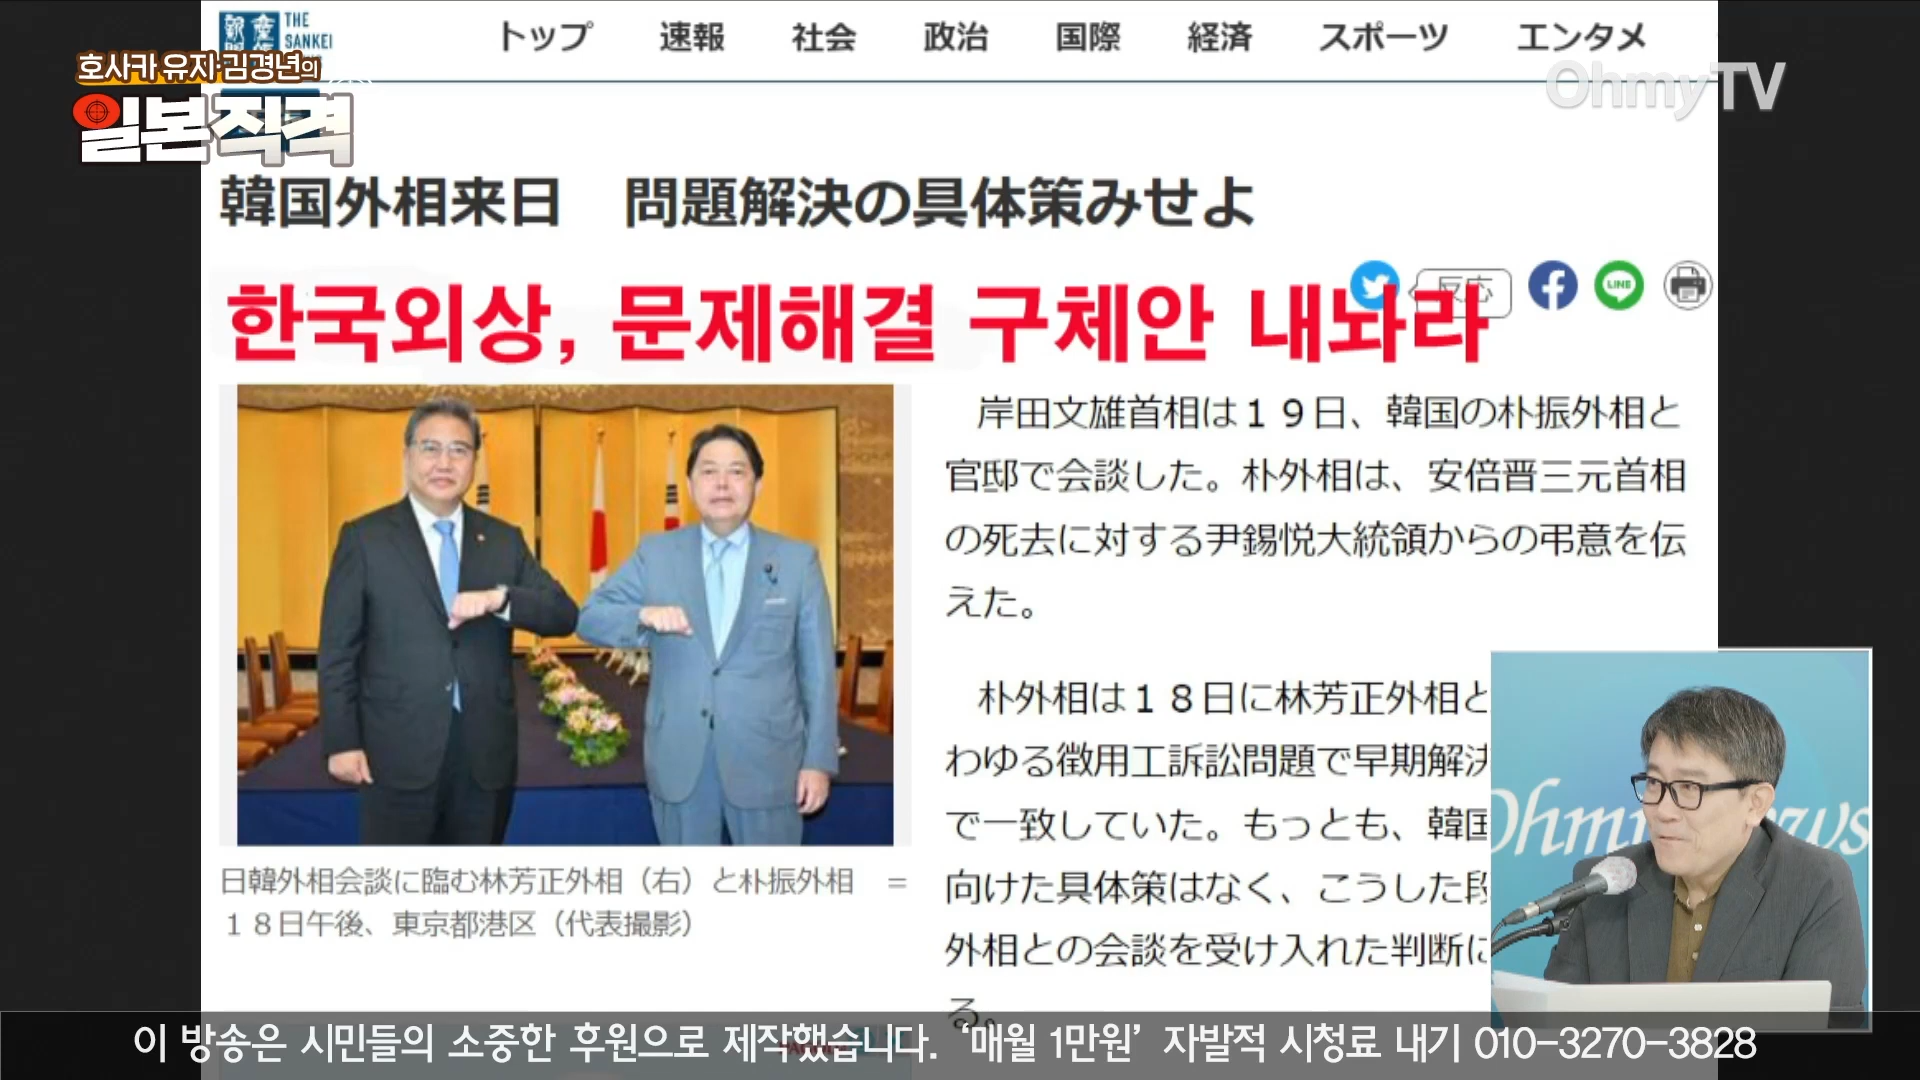 THE
SANKEI
トップ 速報 社会 政治 国際 経済 スポーツ エンタメ
호사카 유지·김경년의
일본 직격
OhmyTV
韓国外相来日 問題解決の具体策みせよ
한국외상, 문제해결 구체안 내놔라
反応
LINE
岸田文雄首相は１９日、韓国の朴振外相と
官邸で会談した。朴外相は、安倍晋三元首相
の死去に対する尹錫悦大統領からの弔意を伝
えた。
朴外相は１８日に林芳正外相と
わゆる徴用工訴訟問題で早期解決
で一致していた。もっとも、韓国
向けた具体策はなく、こうした段
外相との会談を受け入れた判断に
る。
日韓外相会談に臨む林芳正外相（右）と朴振外相 ＝
１８日午後、東京都港区（代表撮影）
이 방송은 시민들의 소중한 후원으로 제작했습니다. ‘매월 1만원’ 자발적 시청료 내기 010-3270-3828